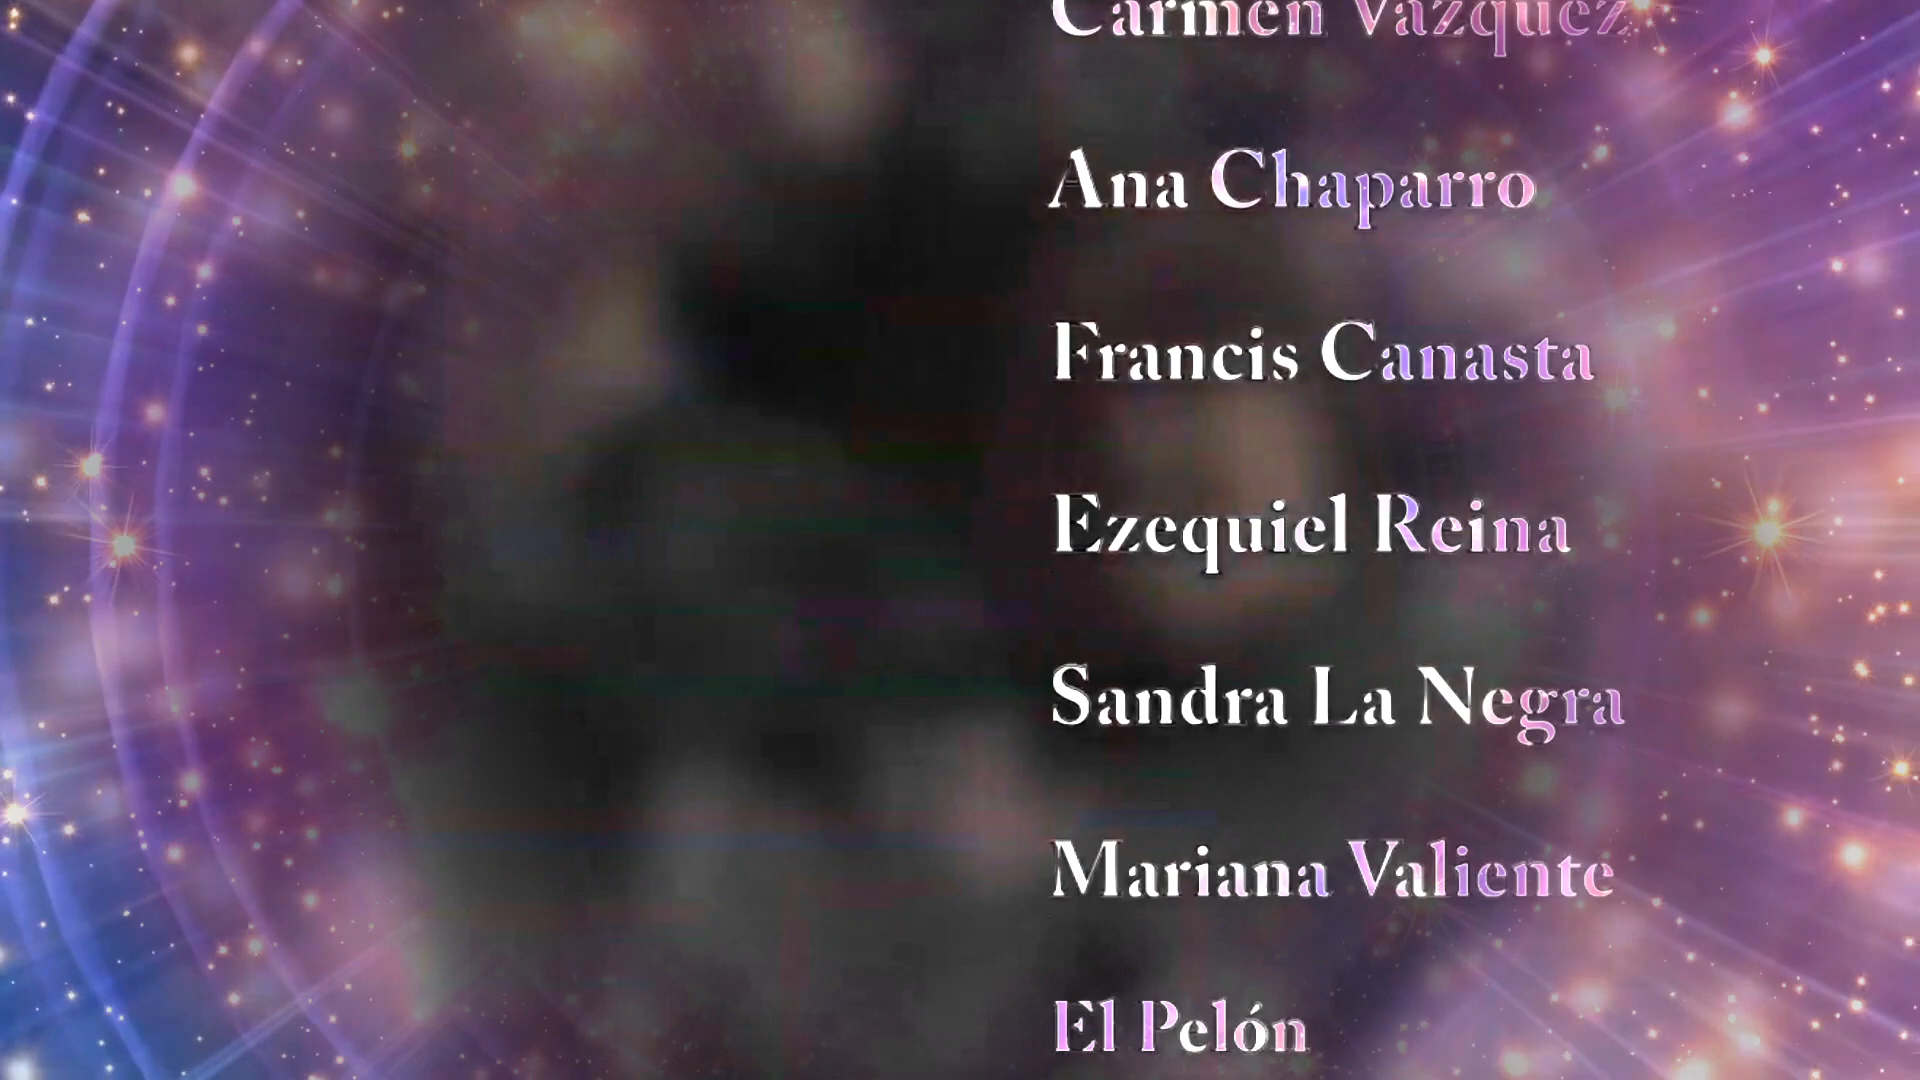 Carmen Vázquez
Ana Chaparro
Francis Canasta
Ezequiel Reina
Sandra La Negra
Mariana Valiente
El Pelón